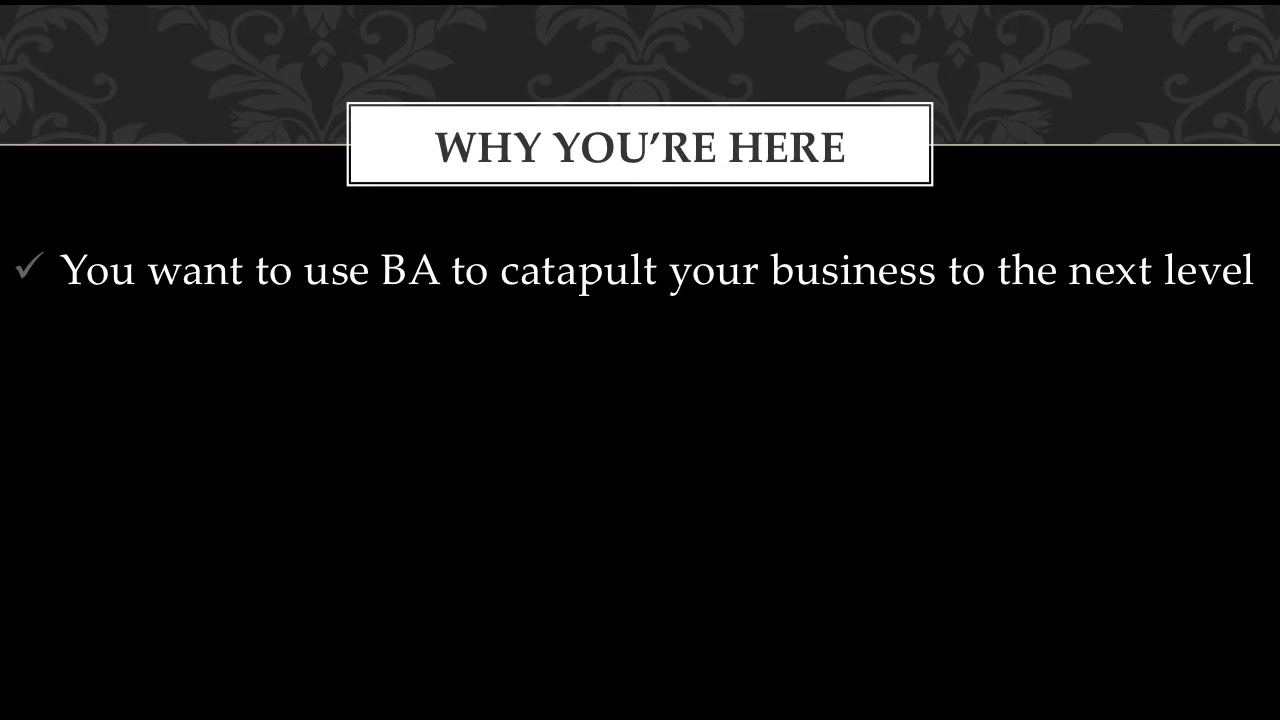 WHY YOU’RE HERE
✓ You want to use BA to catapult your business to the next level